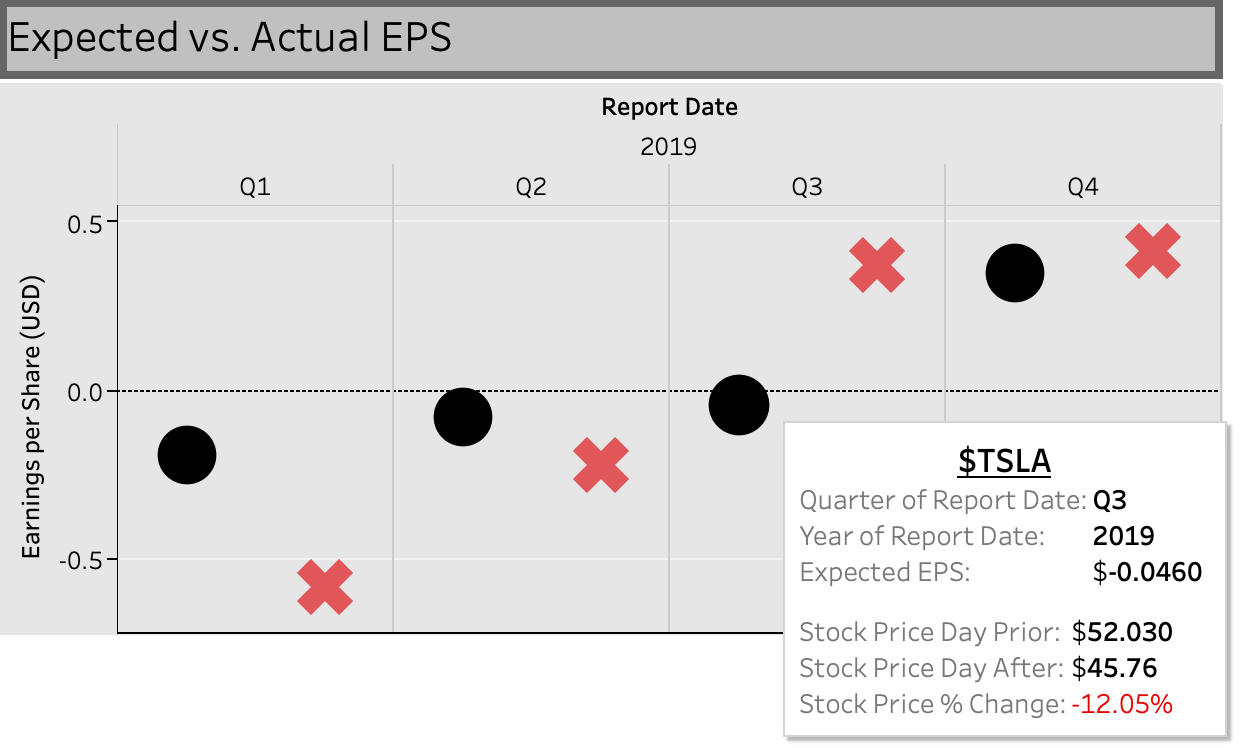 Expected vs. Actual EPS
Report Date
2019
Q1 Q2 Q3 Q4
Earnings per Share (USD)
0.5
0.0
-0.5
$TSLA
Quarter of Report Date: Q3
Year of Report Date: 2019
Expected EPS: $-0.0460
Stock Price Day Prior: $52.030
Stock Price Day After: $45.76
Stock Price % Change: -12.05%